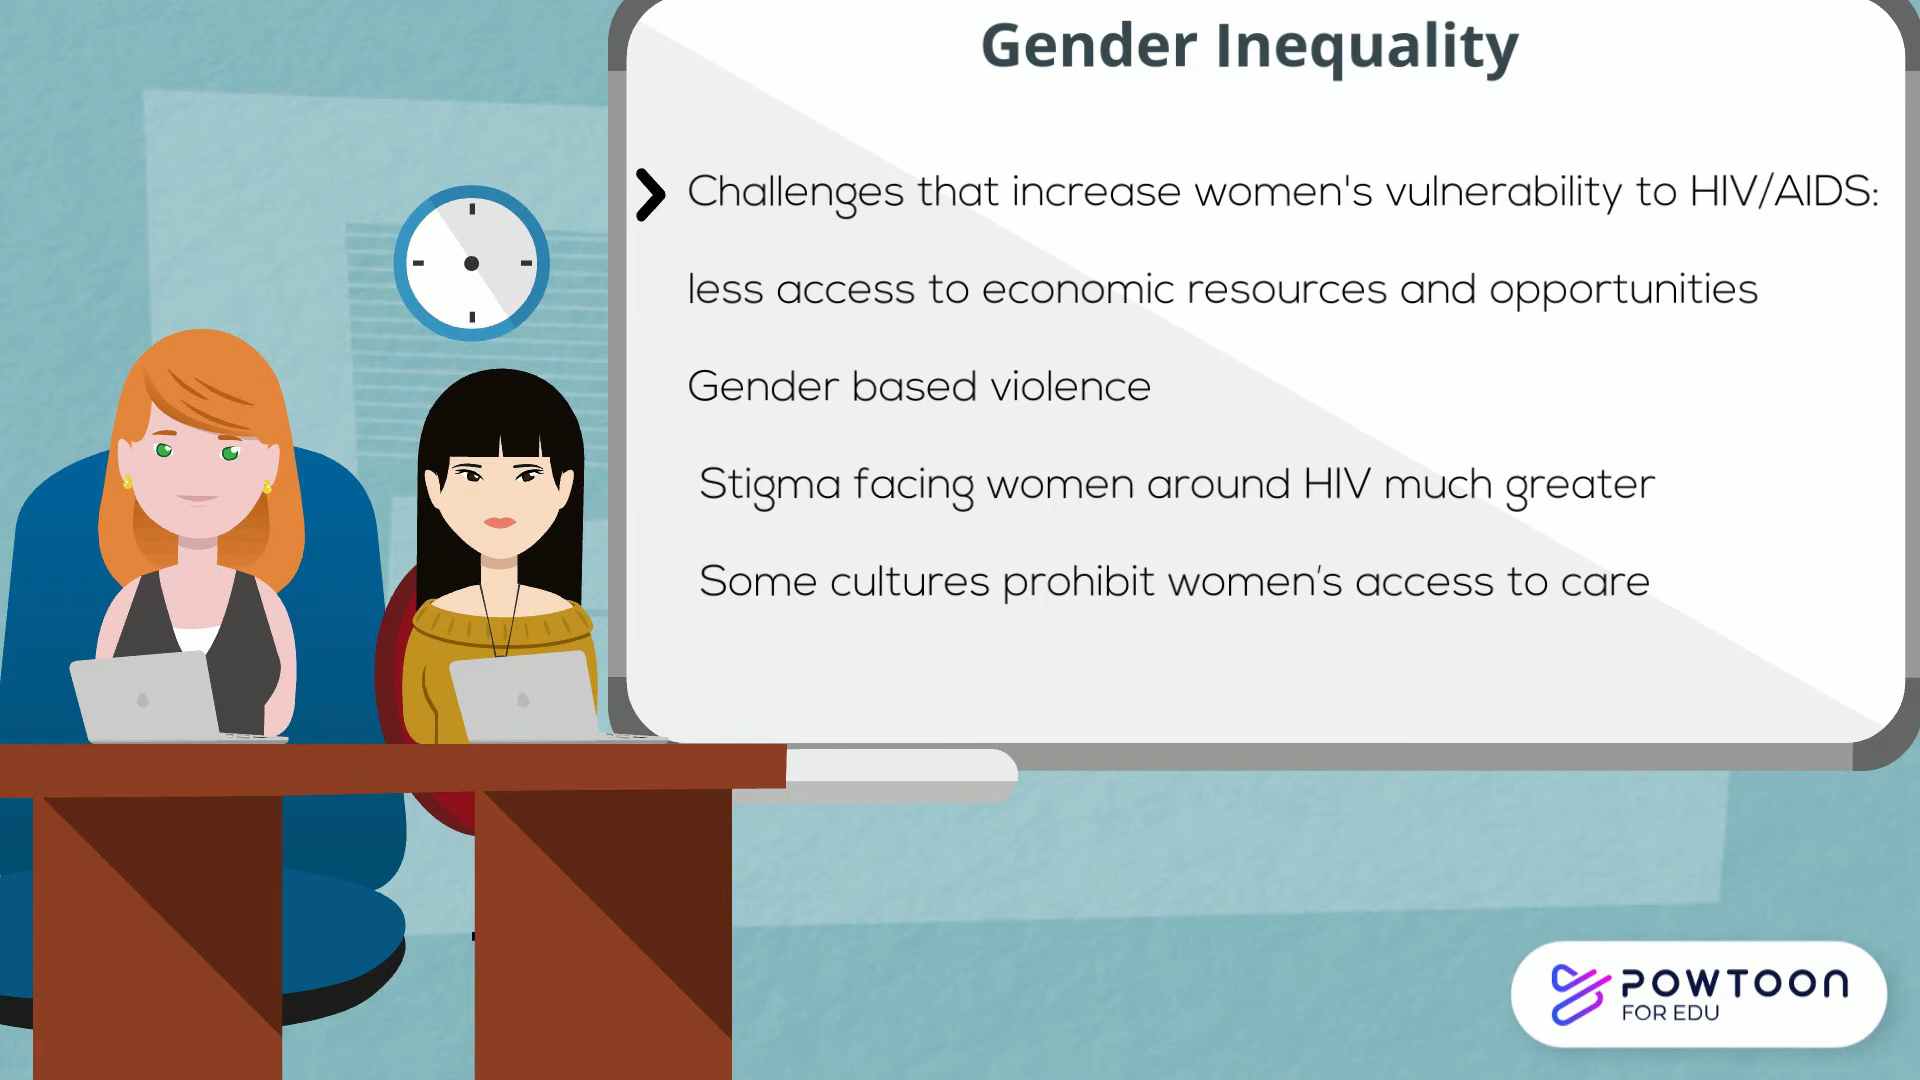 Gender Inequality
Challenges that increase women's vulnerability to HIV/AIDS:
less access to economic resources and opportunities
Gender based violence
Stigma facing women around HIV much greater
Some cultures prohibit women's access to care
POWTOON
FOR EDU